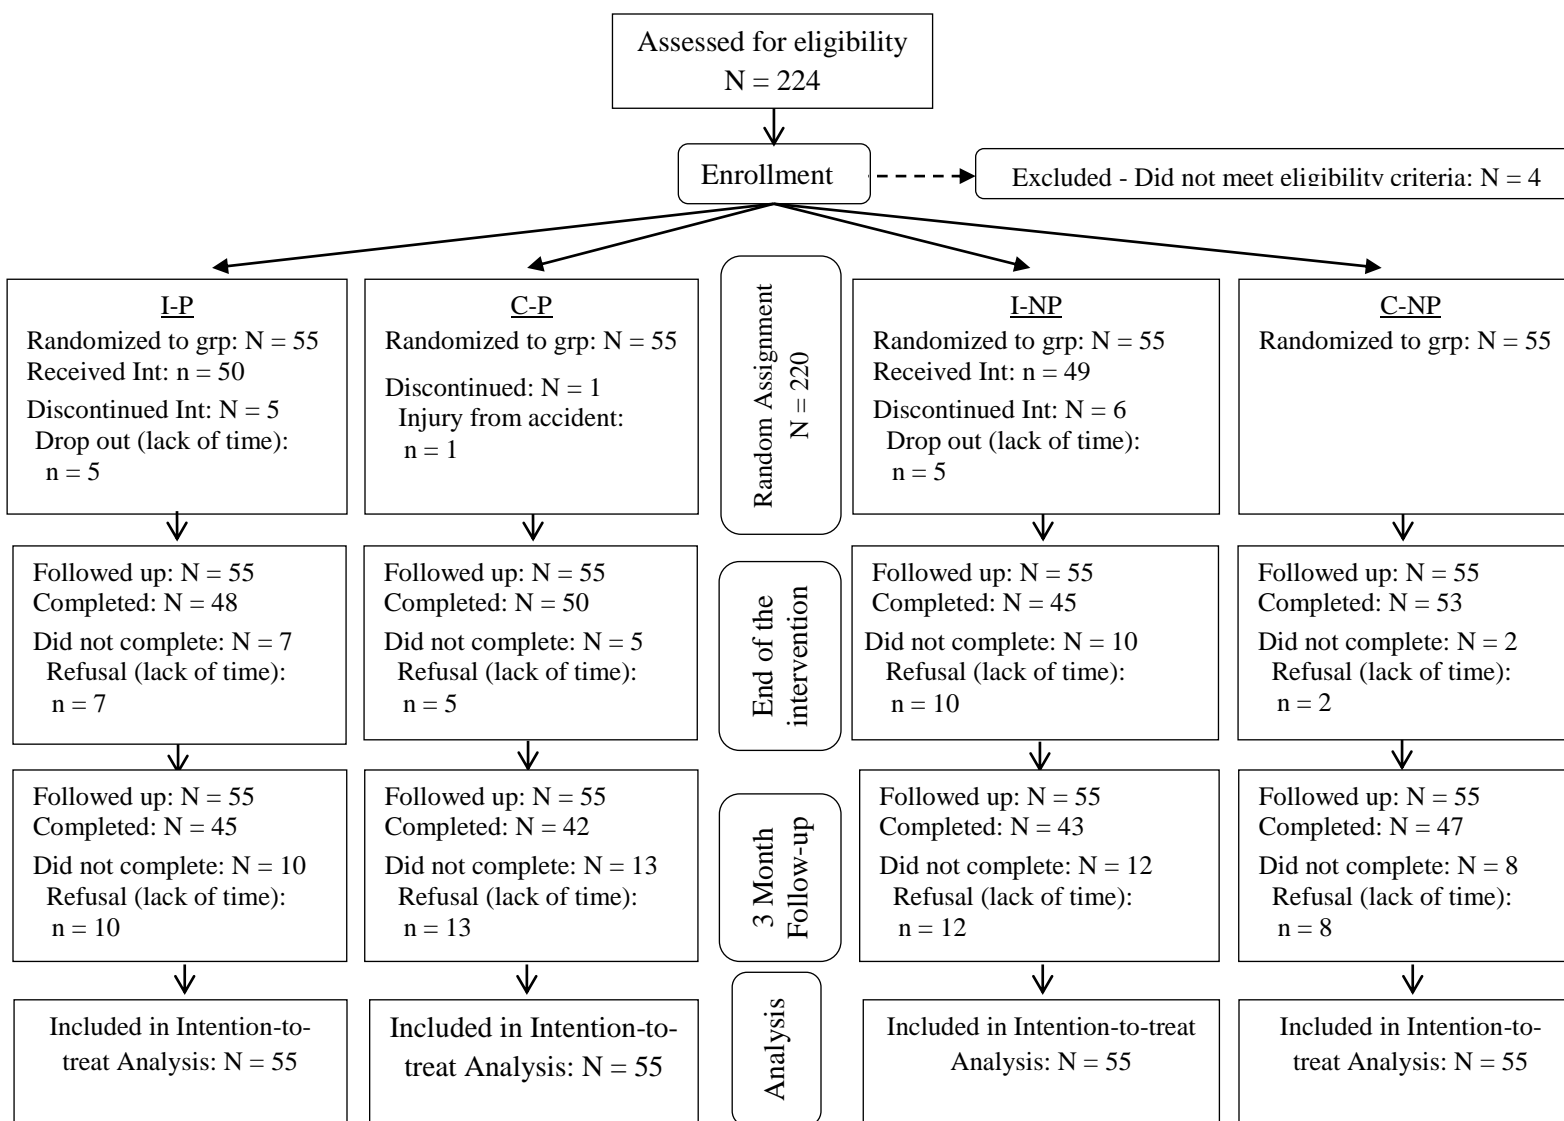 Assessed for eligibility
N = 224
Enrollment
Excluded - Did not meet eligibility criteria: N = 4
Random Assignment
N = 220
I-P
Randomized to grp: N = 55
Received Int: n = 50
Discontinued Int: N = 5
Drop out (lack of time):
n = 5
C-P
Randomized to grp: N = 55
Discontinued: N = 1
Injury from accident:
n = 1
I-NP
Randomized to grp: N = 55
Received Int: n = 49
Discontinued Int: N = 6
Drop out (lack of time):
n = 5
C-NP
Randomized to grp: N = 55
End of the
intervention
Followed up: N = 55
Completed: N = 48
Did not complete: N = 7
Refusal (lack of time):
n = 7
Followed up: N = 55
Completed: N = 50
Did not complete: N = 5
Refusal (lack of time):
n = 5
Followed up: N = 55
Completed: N = 45
Did not complete: N = 10
Refusal (lack of time):
n = 10
Followed up: N = 55
Completed: N = 53
Did not complete: N = 2
Refusal (lack of time):
n = 2
3 Month
Follow-up
Followed up: N = 55
Completed: N = 45
Did not complete: N = 10
Refusal (lack of time):
n = 10
Followed up: N = 55
Completed: N = 42
Did not complete: N = 13
Refusal (lack of time):
n = 13
Followed up: N = 55
Completed: N = 43
Did not complete: N = 12
Refusal (lack of time):
n = 12
Followed up: N = 55
Completed: N = 47
Did not complete: N = 8
Refusal (lack of time):
n = 8
Analysis
Included in Intention-to-
treat Analysis: N = 55
Included in Intention-to-
treat Analysis: N = 55
Included in Intention-to-treat
Analysis: N = 55
Included in Intention-to-
treat Analysis: N = 55